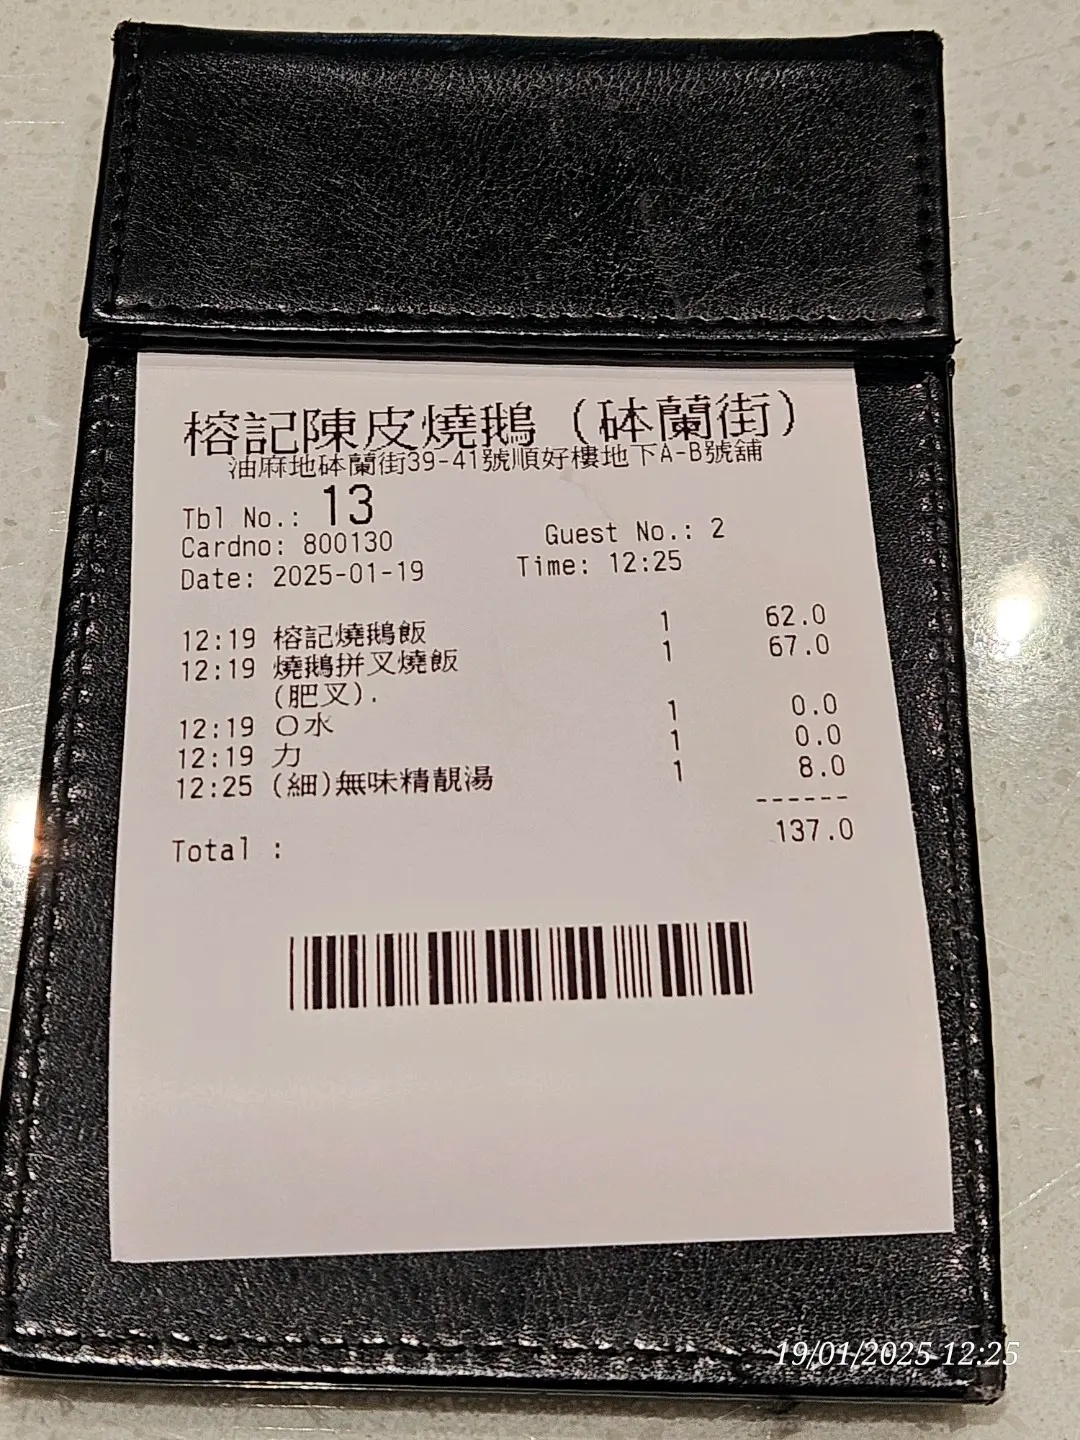 榕記陳皮燒鵝 (砵蘭街)
油麻地砵蘭街39-41號順好樓地下A-B號舖
Tbl No.: 13
Cardno: 800130 Guest No.: 2
Date: 2025-01-19 Time: 12:25
12:19 榕記燒鵝飯 1 62.0
12:19 燒鵝拼叉燒飯 1 67.0
(肥叉).
12:19 O水 1 0.0
12:19 力 1 0.0
12:25 (細)無味精靚湯 1 8.0
------
Total : 137.0
19/01/2025 12:25